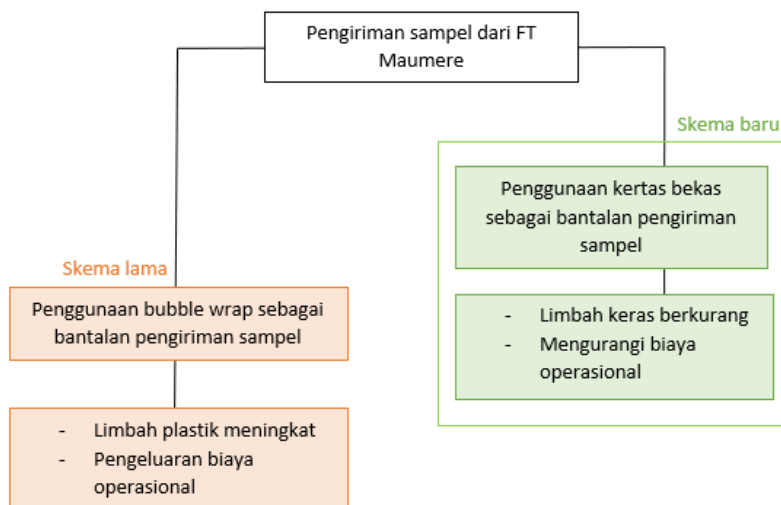 Pengiriman sampel dari FT
Maumere
Skema baru
Penggunaan kertas bekas
sebagai bantalan pengiriman
sampel
- Limbah keras berkurang
- Mengurangi biaya
operasional
Skema lama
Penggunaan bubble wrap sebagai
bantalan pengiriman sampel
- Limbah plastik meningkat
- Pengeluaran biaya
operasional